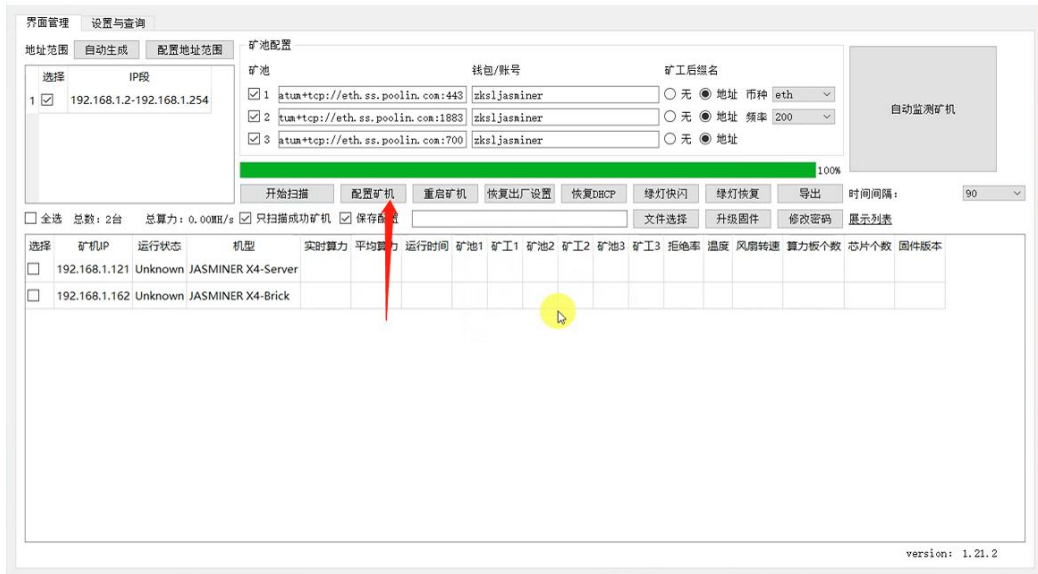 界面管理 设置与查询
地址范围 自动生成 配置地址范围 矿池配置
选择 IP段
1 192.168.1.2-192.168.1.254
矿池 钱包/账号 矿工后缀名
1 atum+tcp://eth.ss.poolin.com:443 zksljasminer 无 地址 币种 eth
2 tum+tcp://eth.ss.poolin.com:1883 zksljasminer 无 地址 频率 200
3 atum+tcp://eth.ss.poolin.com:700 zksljasminer 无 地址
自动监测矿机
100%
开始扫描 配置矿机 重启矿机 恢复出厂设置 恢复DHCP 绿灯快闪 绿灯恢复 导出 时间间隔: 90
全选 总数: 2台 总算力: 0.00MH/s 只扫描成功矿机 保存配置 文件选择 升级固件 修改密码 展示列表
选择 矿机IP 运行状态 机型 实时算力 平均算力 运行时间 矿池1 矿工1 矿池2 矿工2 矿池3 矿工3 拒绝率 温度 风扇转速 算力板个数 芯片个数 固件版本
192.168.1.121 Unknown JASMINER X4-Server
192.168.1.162 Unknown JASMINER X4-Brick
version: 1.21.2